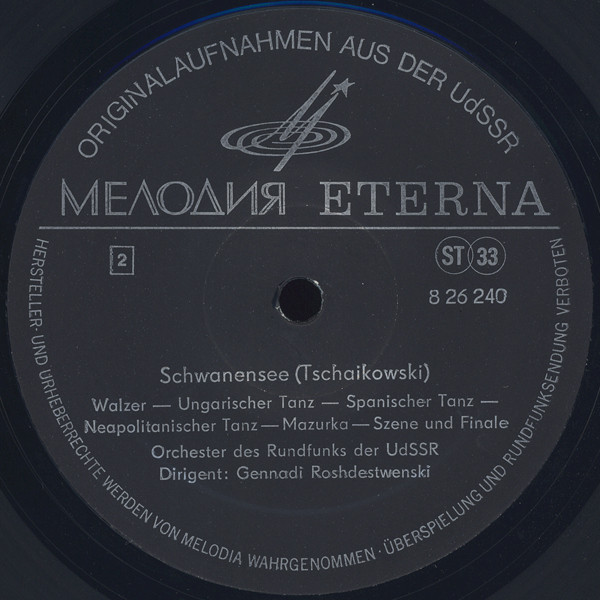 ORIGINALAUFNAHMEN AUS DER UdSSR
МЕЛОДИЯ ETERNA
2 ST 33
8 26 240
Schwanensee (Tschaikowski)
Walzer — Ungarischer Tanz — Spanischer Tanz —
Neapolitanischer Tanz — Mazurka — Szene und Finale
Orchester des Rundfunks der UdSSR
Dirigent: Gennadi Roshdestwenski
HERSTELLER- UND URHEBERRECHTE WERDEN VON MELODIA WAHRGENOMMEN · ÜBERSPIELUNG UND RUNDFUNKSENDUNG VERBOTEN